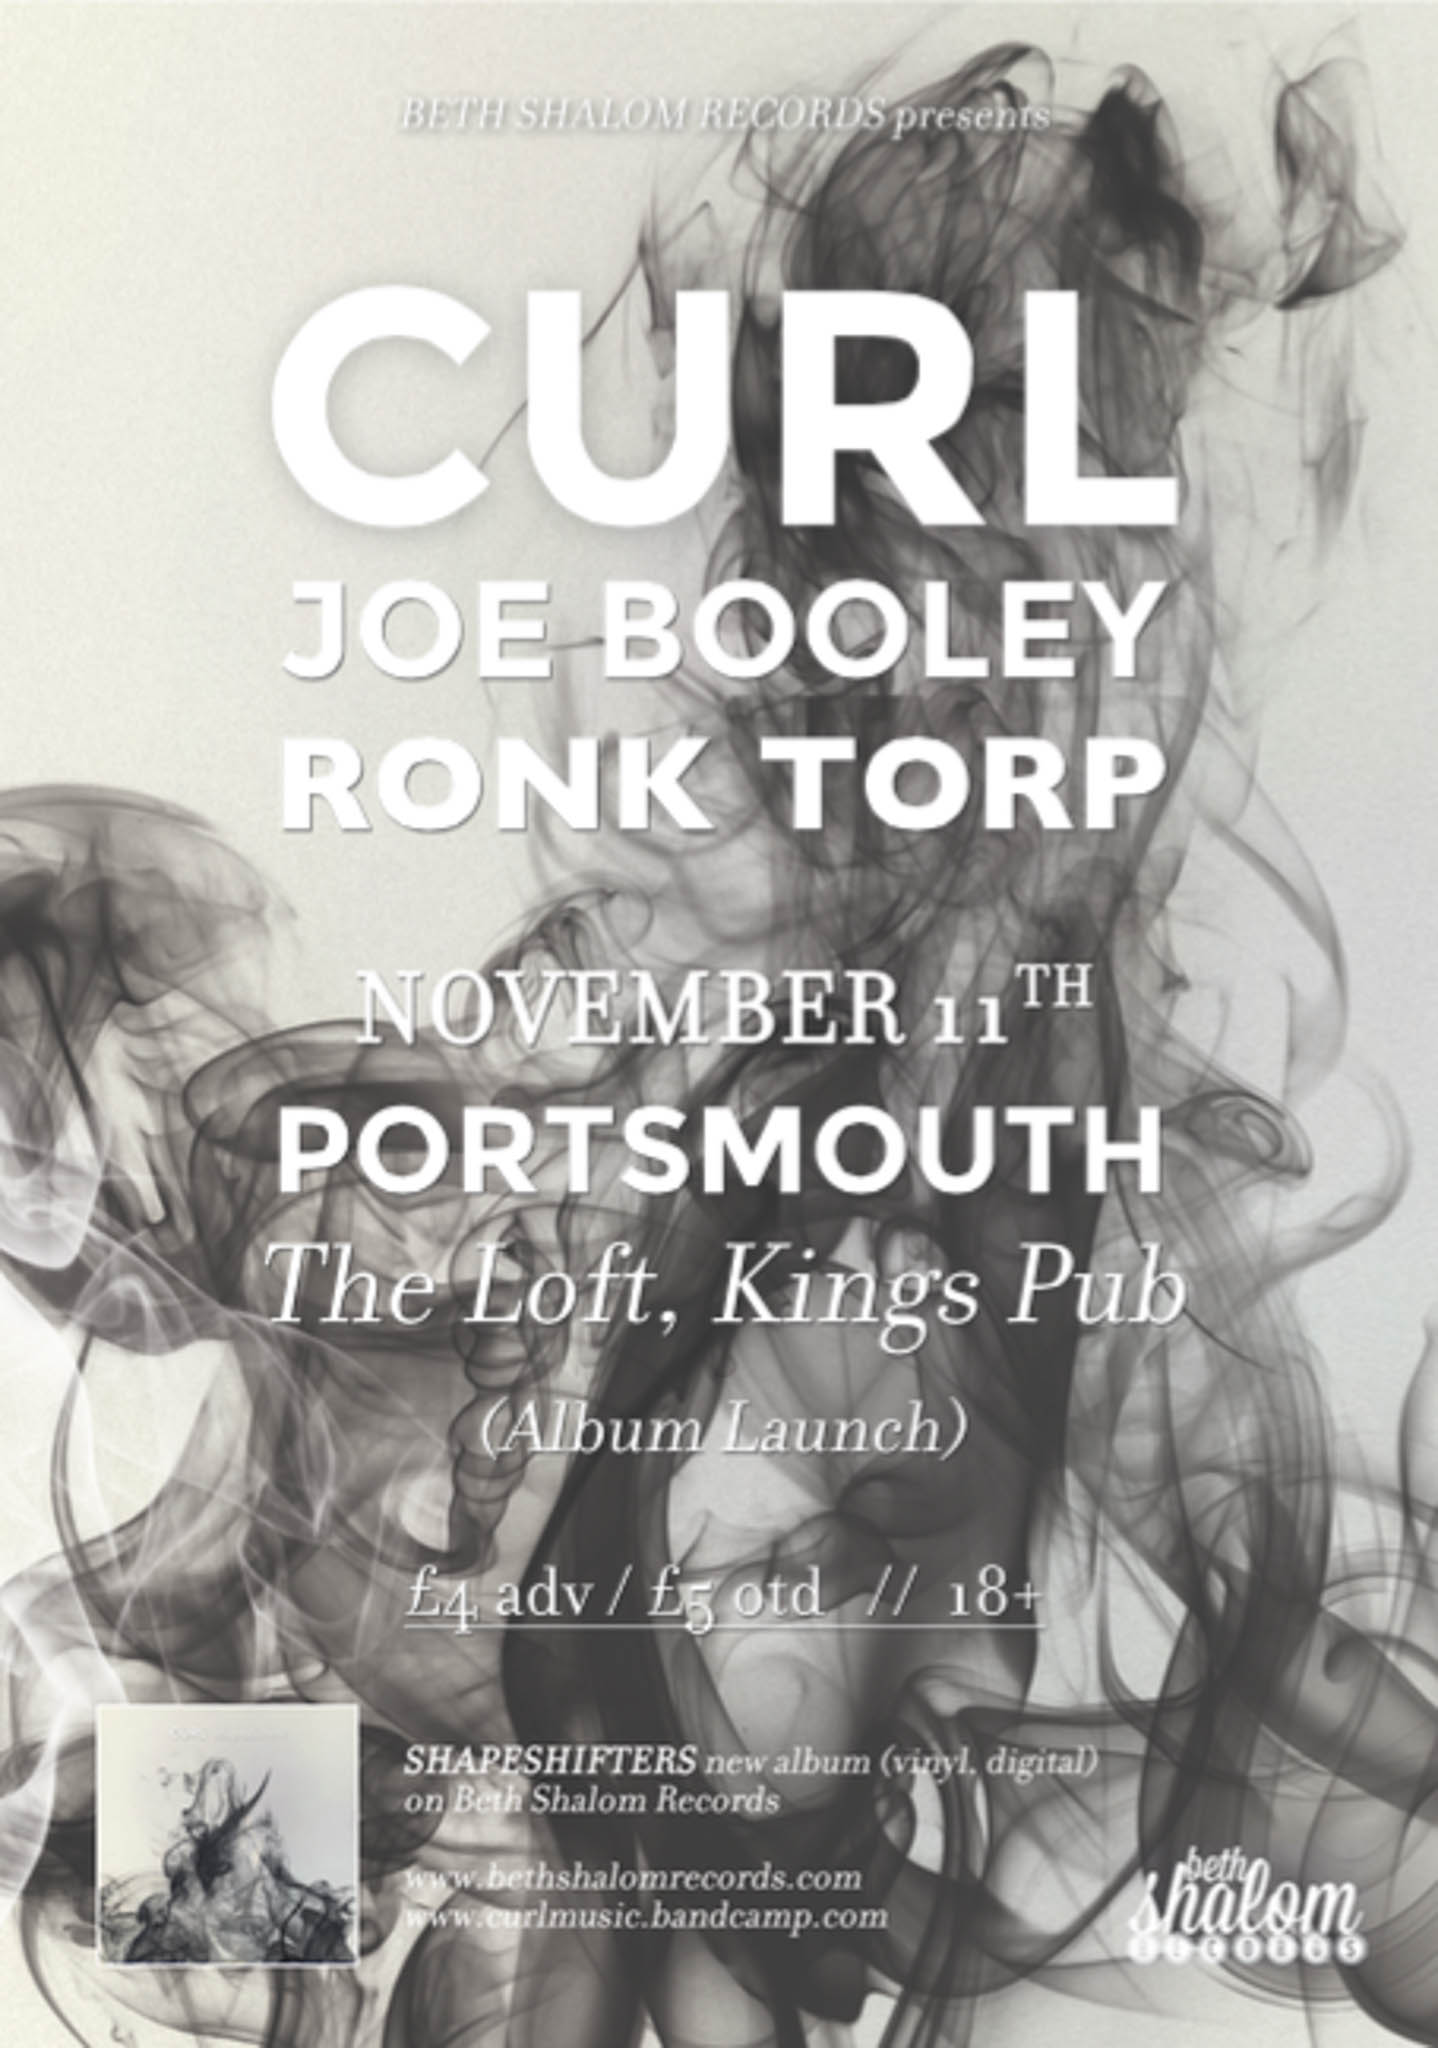 BETH SHALOM RECORDS presents
CURL
JOE BOOLEY
RONK TORP
NOVEMBER 11TH
PORTSMOUTH
The Loft, Kings Pub
(Album Launch)
£4 adv / £5 otd // 18+
SHAPESHIFTERS new album (vinyl, digital)
on Beth Shalom Records
www.bethshalomrecords.com
www.curlmusic.bandcamp.com
beth
shalom
RECORDS